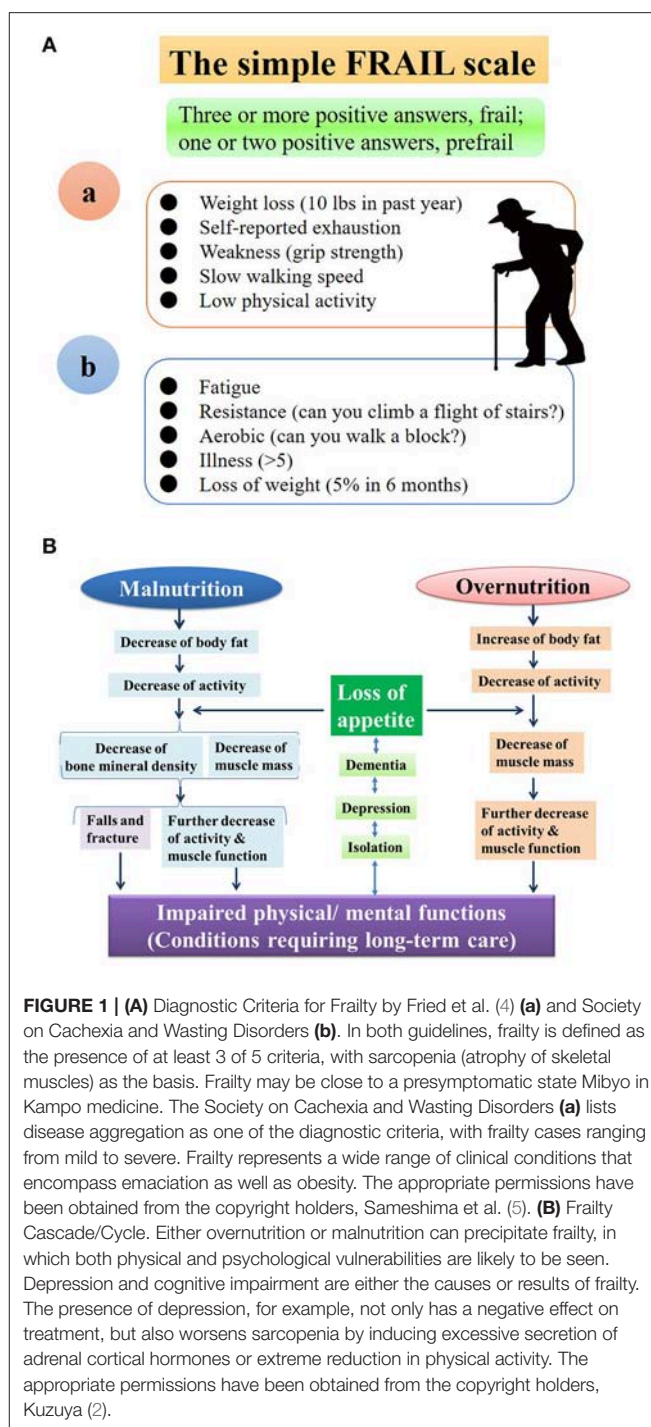 A
The simple FRAIL scale
Three or more positive answers, frail;
one or two positive answers, prefrail
a
● Weight loss (10 lbs in past year)
● Self-reported exhaustion
● Weakness (grip strength)
● Slow walking speed
● Low physical activity
b
● Fatigue
● Resistance (can you climb a flight of stairs?)
● Aerobic (can you walk a block?)
● Illness (>5)
● Loss of weight (5% in 6 months)
B
Malnutrition
Decrease of body fat
Decrease of activity
Decrease of
bone mineral density
Decrease of
muscle mass
Falls and
fracture
Further decrease
of activity &
muscle function
Loss of
appetite
Dementia
Depression
Isolation
Overnutrition
Increase of body fat
Decrease of activity
Decrease of
muscle mass
Further decrease
of activity &
muscle function
Impaired physical/ mental functions
(Conditions requiring long-term care)
FIGURE 1 | (A) Diagnostic Criteria for Frailty by Fried et al. (4) (a) and Society
on Cachexia and Wasting Disorders (b). In both guidelines, frailty is defined as
the presence of at least 3 of 5 criteria, with sarcopenia (atrophy of skeletal
muscles) as the basis. Frailty may be close to a presymptomatic state Mibyo in
Kampo medicine. The Society on Cachexia and Wasting Disorders (a) lists
disease aggregation as one of the diagnostic criteria, with frailty cases ranging
from mild to severe. Frailty represents a wide range of clinical conditions that
encompass emaciation as well as obesity. The appropriate permissions have
been obtained from the copyright holders, Sameshima et al. (5). (B) Frailty
Cascade/Cycle. Either overnutrition or malnutrition can precipitate frailty, in
which both physical and psychological vulnerabilities are likely to be seen.
Depression and cognitive impairment are either the causes or results of frailty.
The presence of depression, for example, not only has a negative effect on
treatment, but also worsens sarcopenia by inducing excessive secretion of
adrenal cortical hormones or extreme reduction in physical activity. The
appropriate permissions have been obtained from the copyright holders,
Kuzuya (2).